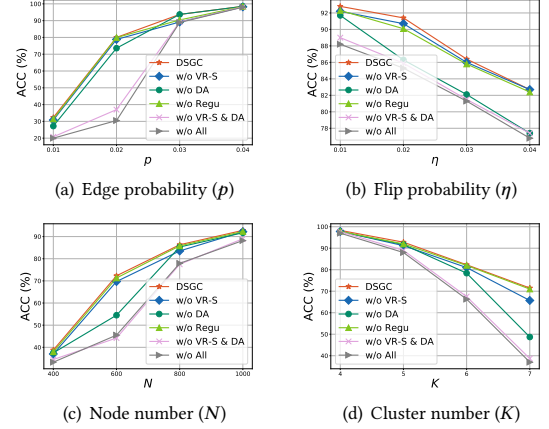 ACC (%)
100
90
80
70
60
50
40
30
20
DSGC
w/o VR-S
w/o DA
w/o Regu
w/o VR-S & DA
w/o All
0.01 0.02 0.03 0.04
p
(a) Edge probability (p)
ACC (%)
92
90
88
86
84
82
80
78
DSGC
w/o VR-S
w/o DA
w/o Regu
w/o VR-S & DA
w/o All
0.01 0.02 0.03 0.04
η
(b) Flip probability (η)
ACC (%)
90
80
70
60
50
40
DSGC
w/o VR-S
w/o DA
w/o Regu
w/o VR-S & DA
w/o All
400 600 800 1000
N
(c) Node number (N)
ACC (%)
100
90
80
70
60
50
40
DSGC
w/o VR-S
w/o DA
w/o Regu
w/o VR-S & DA
w/o All
4 5 6 7
K
(d) Cluster number (K)